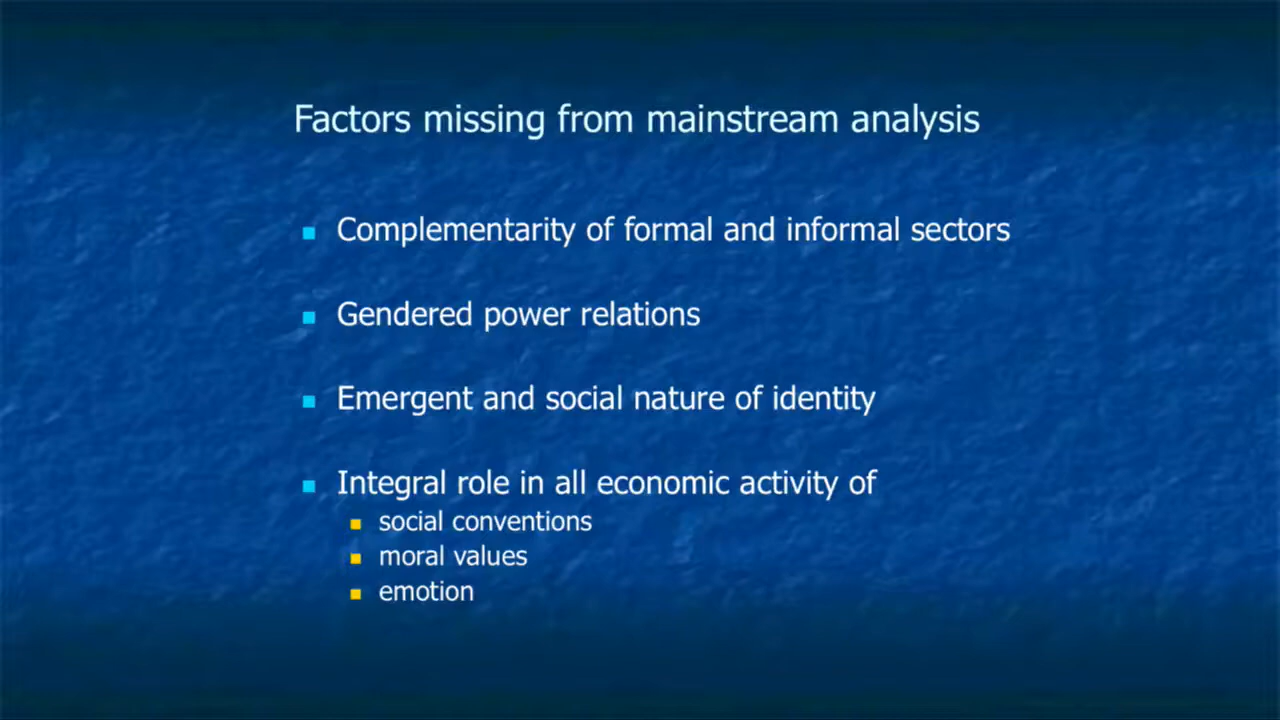 Factors missing from mainstream analysis
Complementarity of formal and informal sectors
Gendered power relations
Emergent and social nature of identity
Integral role in all economic activity of
social conventions
moral values
emotion